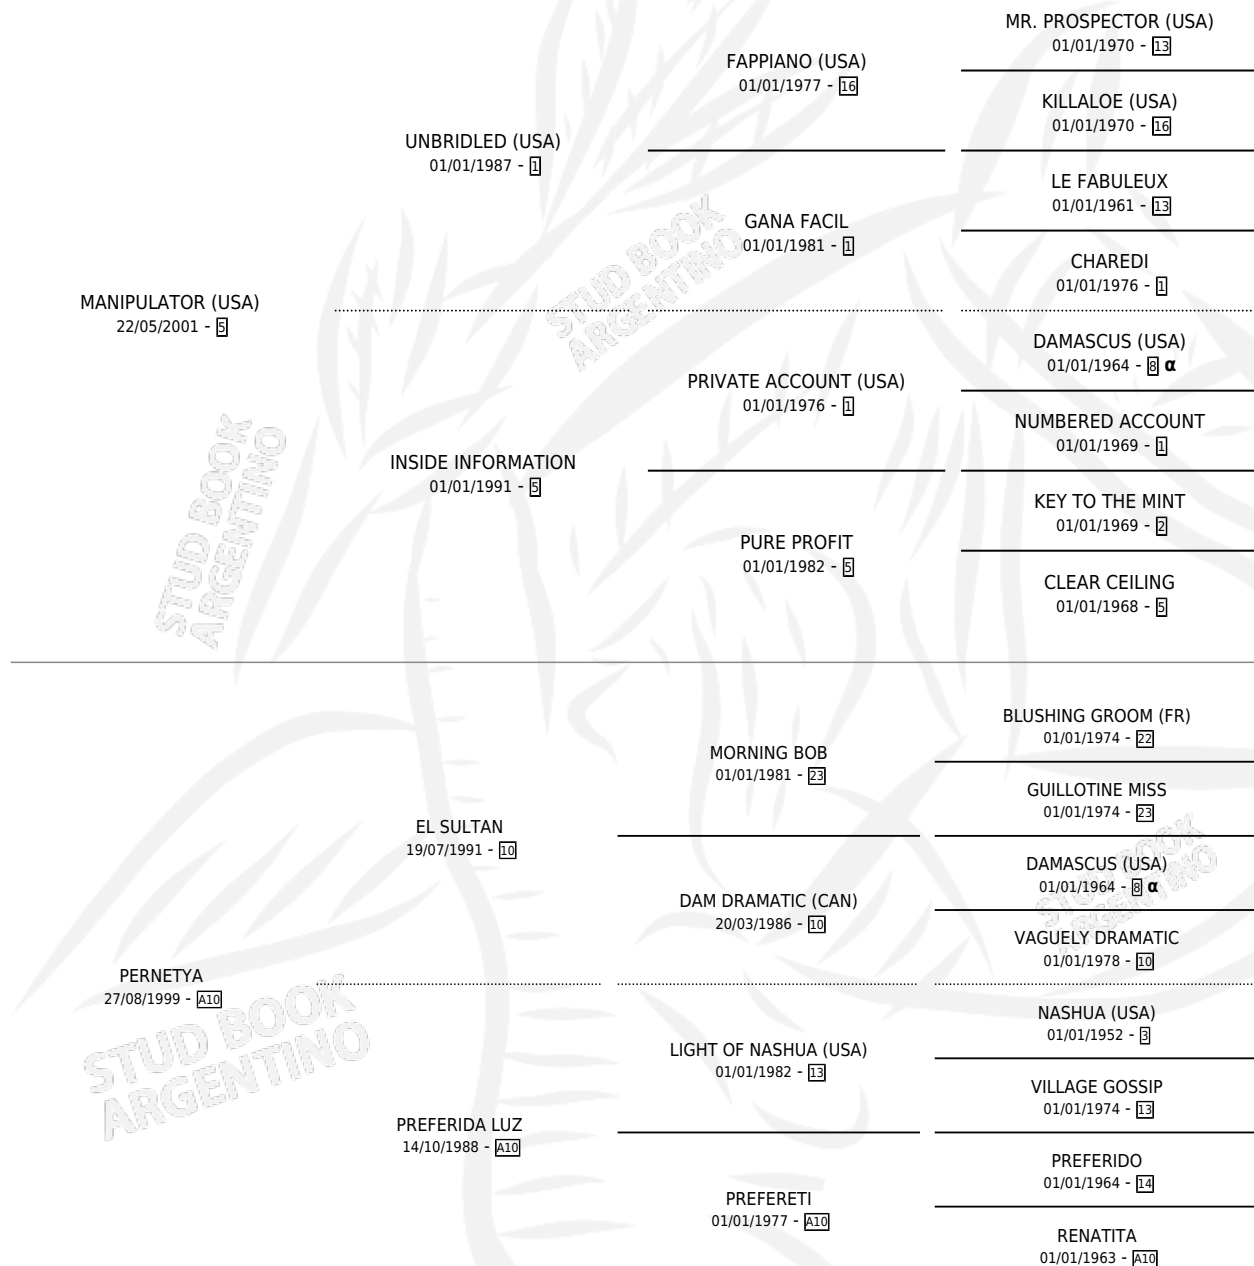 MR. PROSPECTOR (USA)
01/01/1970 - 13
FAPPIANO (USA)
01/01/1977 - 16
KILLALOE (USA)
01/01/1970 - 16
UNBRIDLED (USA)
01/01/1987 - 1
LE FABULEUX
01/01/1961 - 13
GANA FACIL
01/01/1981 - 1
CHAREDI
01/01/1976 - 1
MANIPULATOR (USA)
22/05/2001 - 5
DAMASCUS (USA)
01/01/1964 - 8 α
PRIVATE ACCOUNT (USA)
01/01/1976 - 1
NUMBERED ACCOUNT
01/01/1969 - 1
INSIDE INFORMATION
01/01/1991 - 5
KEY TO THE MINT
01/01/1969 - 2
PURE PROFIT
01/01/1982 - 5
CLEAR CEILING
01/01/1968 - 5
STUD BOOK
ARGENTINO
STUD BOOK
ARGENTINO
BLUSHING GROOM (FR)
01/01/1974 - 22
MORNING BOB
01/01/1981 - 23
GUILLOTINE MISS
01/01/1974 - 23
EL SULTAN
19/07/1991 - 10
DAMASCUS (USA)
01/01/1964 - 8 α
DAM DRAMATIC (CAN)
20/03/1986 - 10
VAGUELY DRAMATIC
01/01/1978 - 10
PERNETYA
27/08/1999 - A10
NASHUA (USA)
01/01/1952 - 3
LIGHT OF NASHUA (USA)
01/01/1982 - 13
VILLAGE GOSSIP
01/01/1974 - 13
PREFERIDA LUZ
14/10/1988 - A10
PREFERIDO
01/01/1964 - 14
PREFERETI
01/01/1977 - A10
RENATITA
01/01/1963 - A10
STUD BOOK
ARGENTINO
STUD BOOK
ARGENTINO